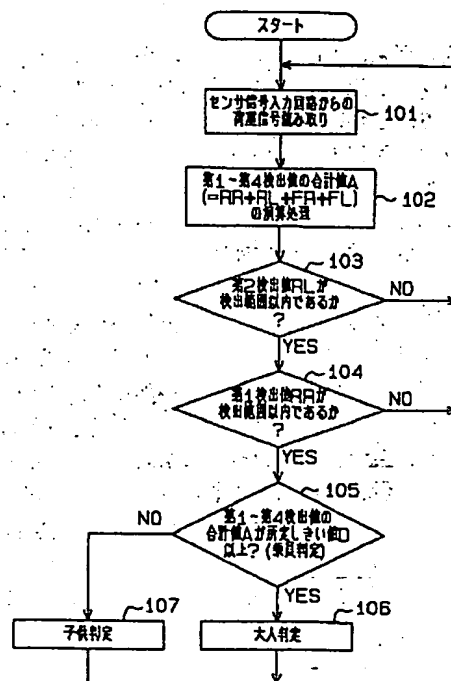 スタート
センサ信号入力回路からの
荷重信号読み取り
101
第1~第4検出値の合計値A
(=RR+RL+FR+FL)
の演算処理
102
103
第2検出値RLが
検出範囲以内であるか
?
NO
YES
104
第1検出値RRが
検出範囲以内であるか
?
NO
YES
105
第1~第4検出値の
合計値Aが所定しきい値D
以上?(乗員判定)
NO
YES
107
子供判定
106
大人判定